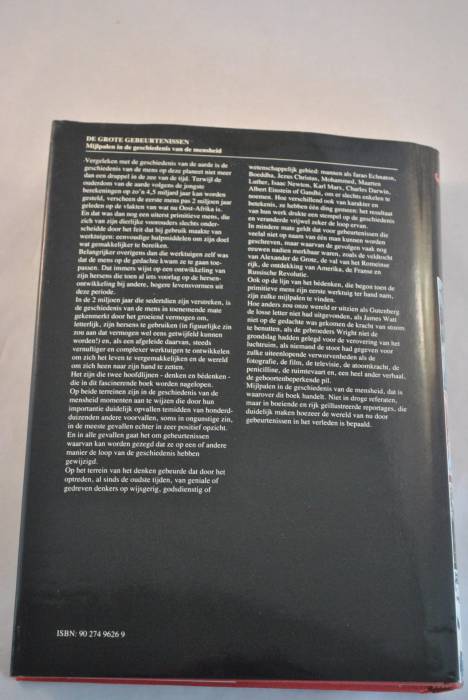 DE GROTE GEBEURTENISSEN
Mijlpalen in de geschiedenis van de mensheid
Vergeleken met de geschiedenis van de aarde is de
geschiedenis van de mens op deze planeet niet meer
dan een druppel in de zee van de tijd. Terwijl de
ouderdom van de aarde volgens de jongste
berekeningen op zo'n 4,5 miljard jaar kan worden
gesteld, verscheen de eerste mens pas 2 miljoen jaar
geleden op de vlakten van wat nu Oost-Afrika is.
En dat was dan nog een uiterst primitieve mens, die
zich van zijn dierlijke voorouders slechts onder-
scheidde door het feit dat hij gebruik maakte van
werktuigen: eenvoudige hulpmiddelen om zijn doel
wat gemakkelijker te bereiken.
Belangrijker overigens dan die werktuigen zelf was
dat de mens op de gedachte kwam ze te gaan toe-
passen. Dat immers wijst op een ontwikkeling van
zijn hersens die toen al iets voorlag op de hersen-
ontwikkeling bij andere, hogere levensvormen uit
deze periode.
In de 2 miljoen jaar die sedertdien zijn verstreken, is
de geschiedenis van de mens in toenemende mate
gekenmerkt door het groeiend vermogen om,
letterlijk, zijn hersens te gebruiken (in figuurlijke zin
zou aan dat vermogen wel eens getwijfeld kunnen
worden!) en, als een afgeleide daarvan, steeds
vernuftiger en complexer werktuigen te ontwikkelen
om zich het leven te vergemakkelijken en de wereld
om zich heen naar zijn hand te zetten.
Het zijn die twee hoofdlijnen - denken en bedenken -
die in dit fascinerende boek worden nagelopen.
Op beide terreinen zijn in de geschiedenis van de
mensheid momenten aan te wijzen die door hun
importantie duidelijk opvallen temidden van honderd-
duizenden andere voorvallen, soms in ongunstige zin,
in de meeste gevallen echter in zeer positief opzicht.
En in alle gevallen gaat het om gebeurtenissen
waarvan kan worden gezegd dat ze op een of andere
manier de loop van de geschiedenis hebben
gewijzigd.
Op het terrein van het denken gebeurde dat door het
optreden, al sinds de oudste tijden, van geniale of
gedreven denkers op wijsgerig, godsdienstig of
wetenschappelijk gebied: mannen als farao Echnaton,
Boeddha, Jezus Christus, Mohammed, Maarten
Luther, Isaac Newton, Karl Marx, Charles Darwin,
Albert Einstein of Gandhi, om er slechts enkelen te
noemen. Hoe verschillend ook van karakter en
betekenis, ze hebben één ding gemeen: het resultaat
van hun werk drukte een stempel op de geschiedenis
en veranderde vrijwel zeker de loop ervan.
In mindere mate geldt dat voor gebeurtenissen die
veelal niet op naam van één man kunnen worden
geschreven, maar waarvan de gevolgen vaak nog
eeuwen nadien merkbaar waren, zoals de veldtocht
van Alexander de Grote, de val van het Romeinse
rijk, de ontdekking van Amerika, de Franse en
Russische Revolutie.
Ook op de lijn van het bédenken, die begon toen de
primitieve mens zijn eerste werktuig ter hand nam,
zijn zulke mijlpalen te vinden.
Hoe anders zou onze wereld er uitzien als Gutenberg
de losse letter niet had uitgevonden, als James Watt
niet op de gedachte was gekomen de kracht van stoom
te benutten, als de gebroeders Wright niet de
grondslag hadden gelegd voor de verovering van het
luchtruim, als niemand de stoot had gegeven voor
zulke uiteenlopende verworvenheden als de
fotografie, de film, de televisie, de atoomkracht, de
penicilline, de ruimtevaart en, een heel ander verhaal,
de geboortenbeperkende pil.
Mijlpalen in de geschiedenis van de mensheid, dat is
waarover dit boek handelt. Niet in droge referaten,
maar in boeiende en rijk geïllustreerde reportages, die
duidelijk maken hoezeer de wereld van nu door
gebeurtenissen in het verleden is bepaald.
ISBN: 90 274 9626 9